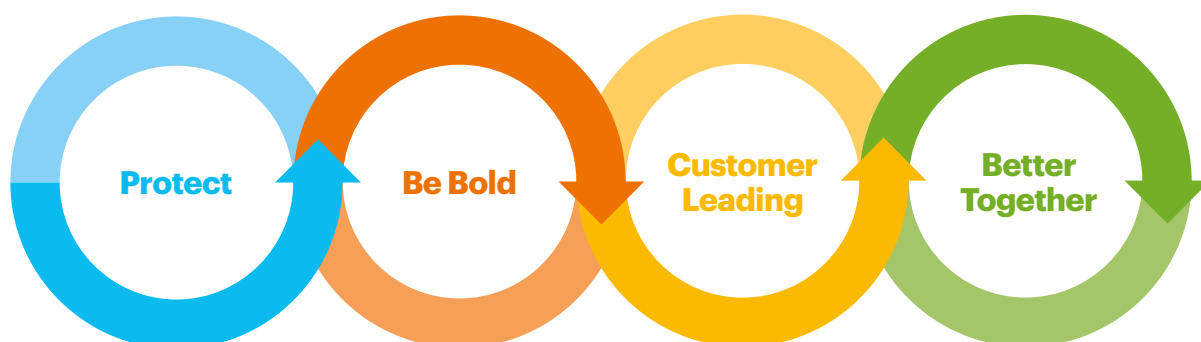 Protect
Be Bold
Customer
Leading
Better
Together